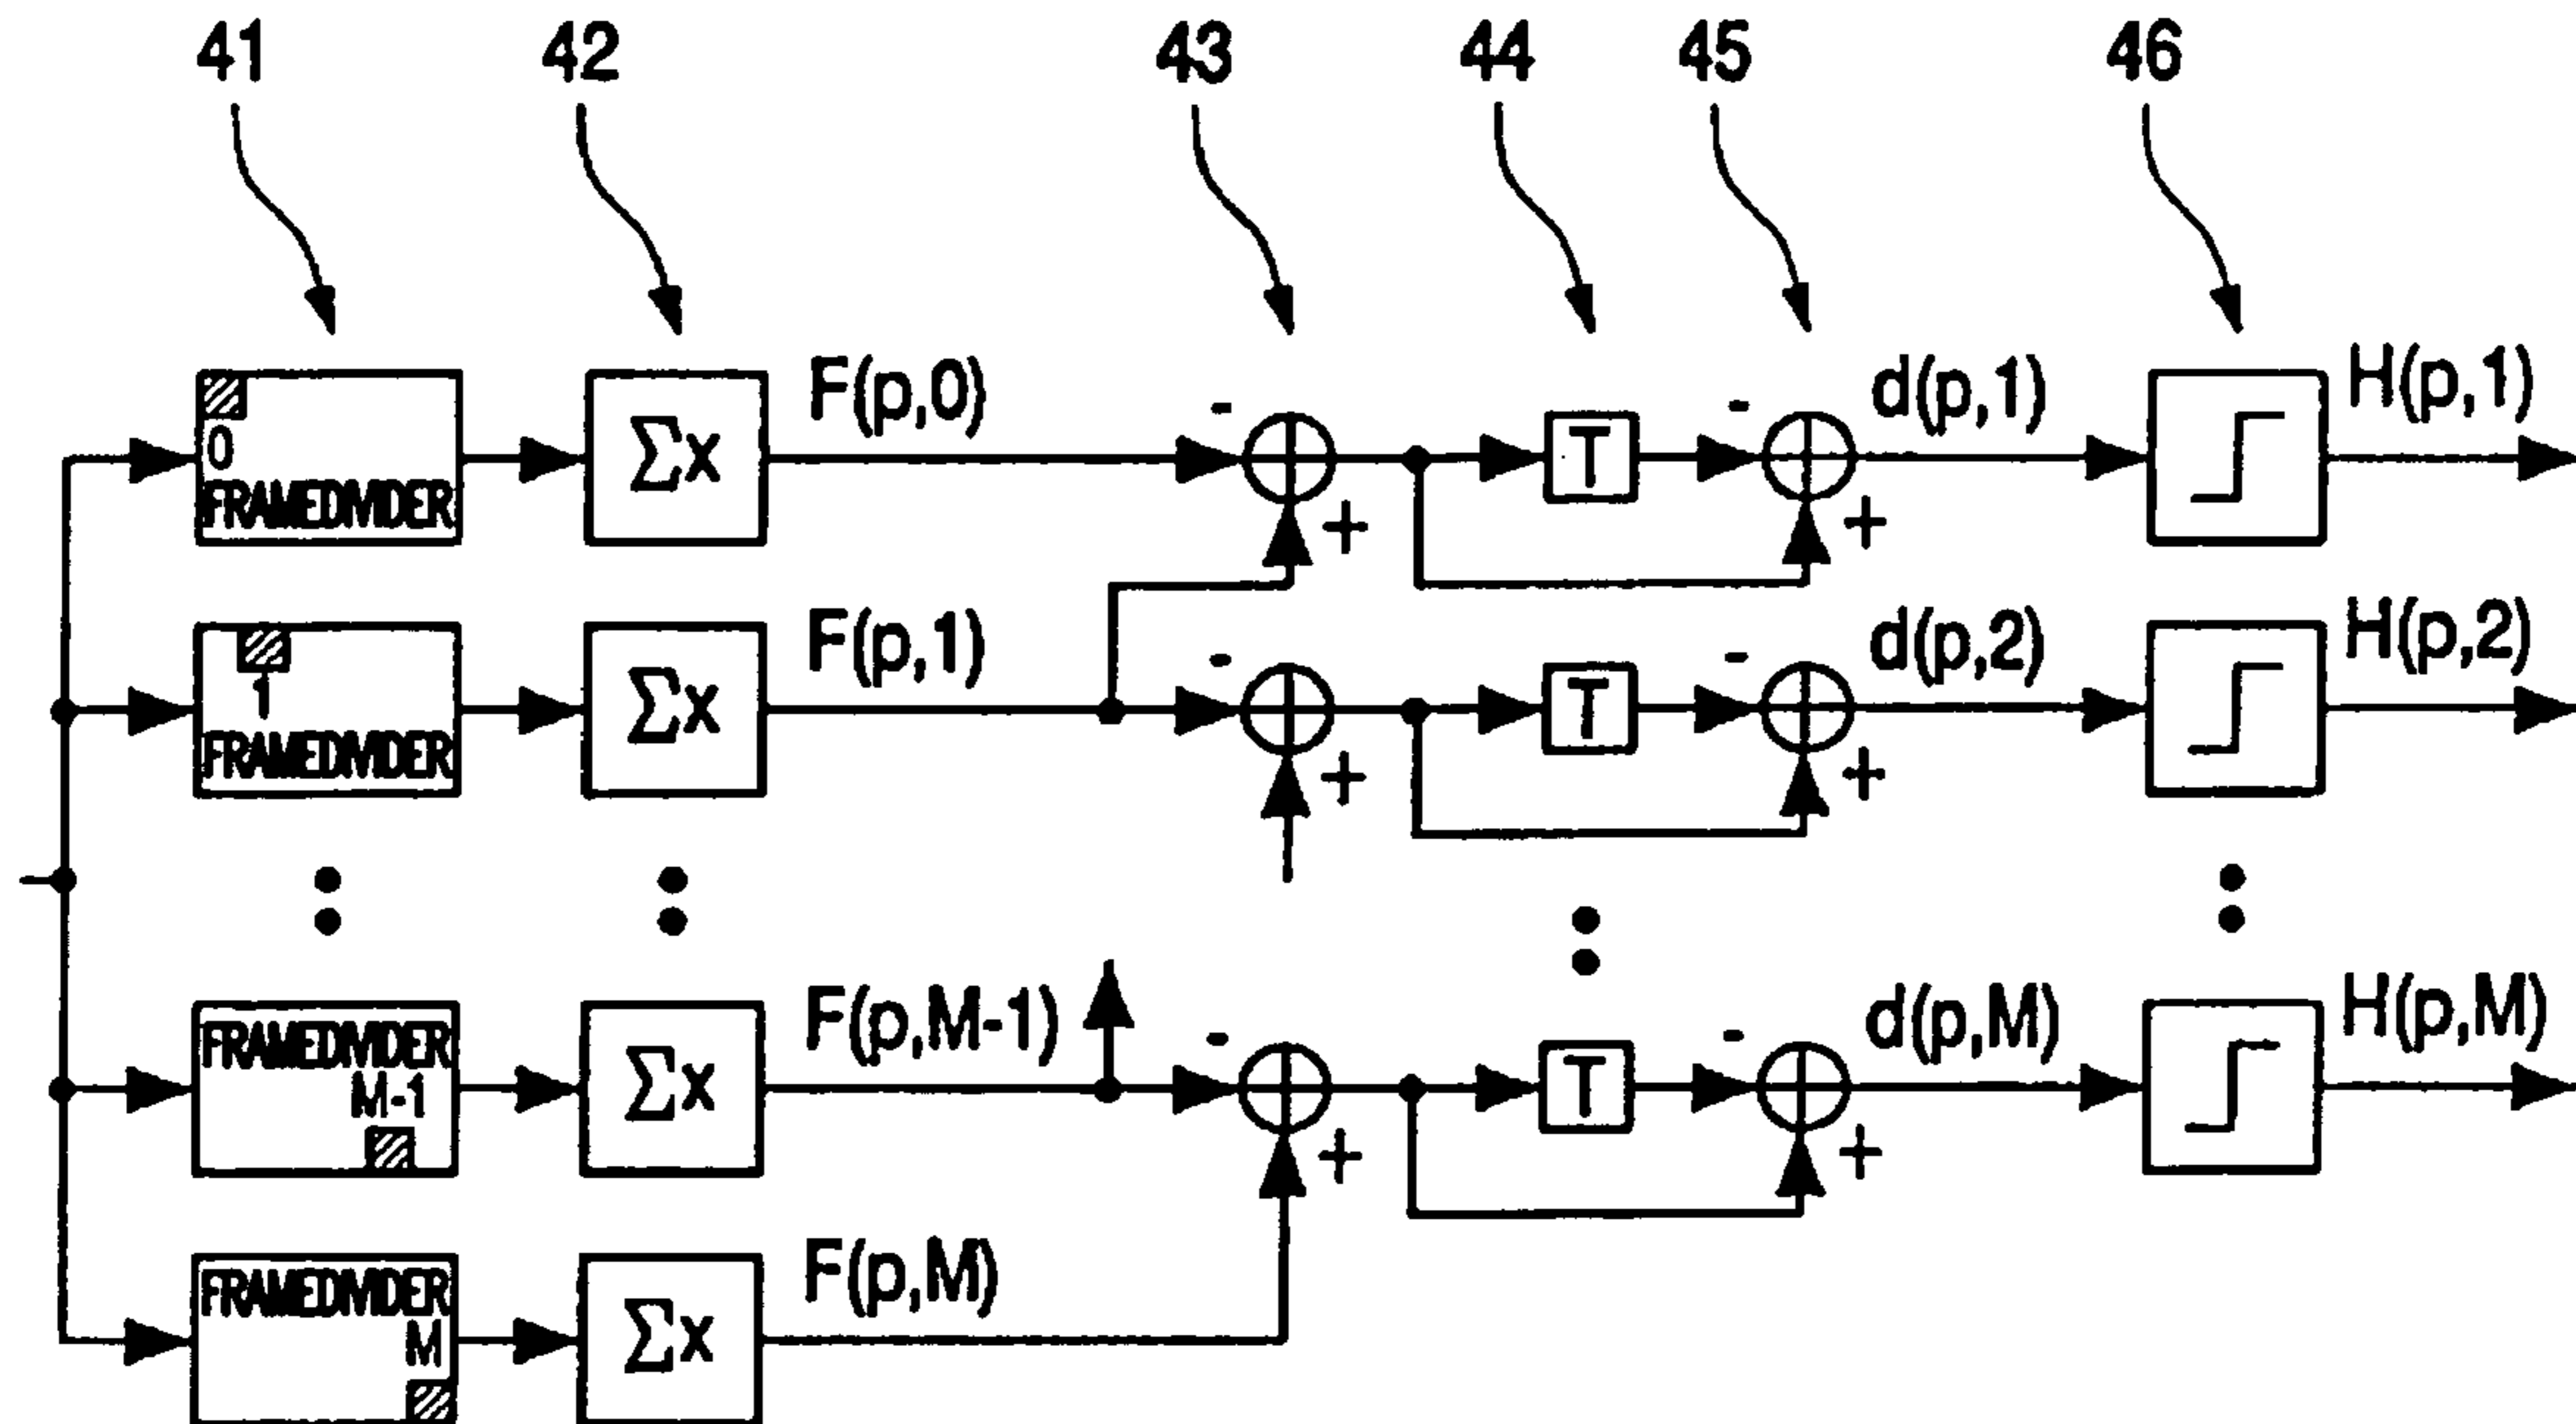 41 42 43 44 45 46
F(p,0) - - d(p,1) H(p,1)
0 Σx T
FRAMEDIVIDER + +
F(p,1) - - d(p,2) H(p,2)
1 Σx T
FRAMEDIVIDER + +
FRAMEDIVIDER F(p,M-1) - - d(p,M) H(p,M)
M-1 Σx T
+ +
FRAMEDIVIDER F(p,M)
M Σx